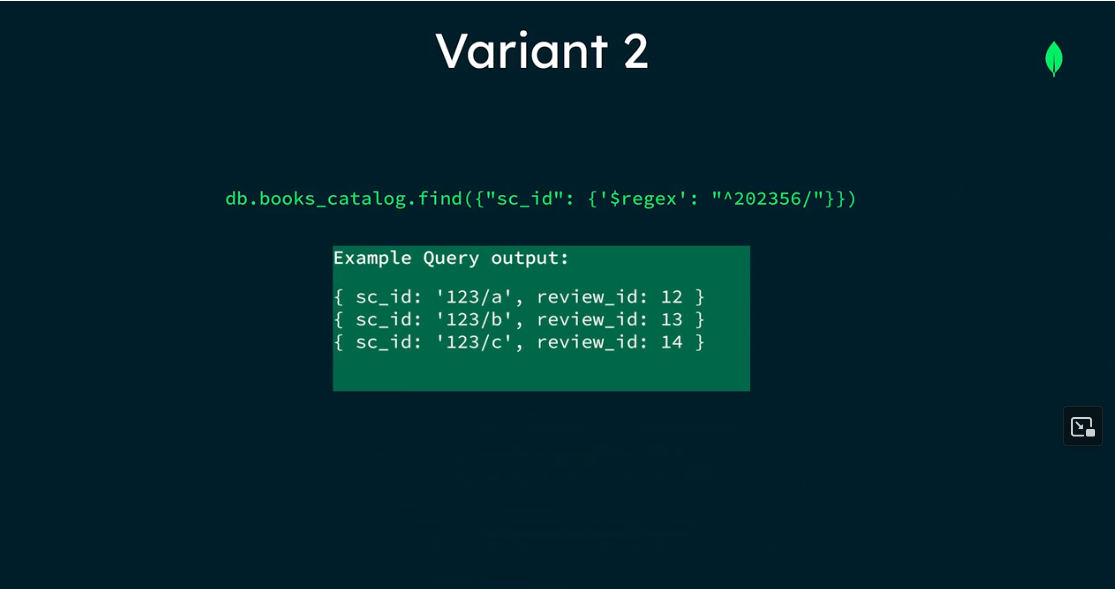 Variant 2
db.books_catalog.find({"sc_id": {'$regex': "^202356/"}})
Example Query output:
{ sc_id: '123/a', review_id: 12 }
{ sc_id: '123/b', review_id: 13 }
{ sc_id: '123/c', review_id: 14 }